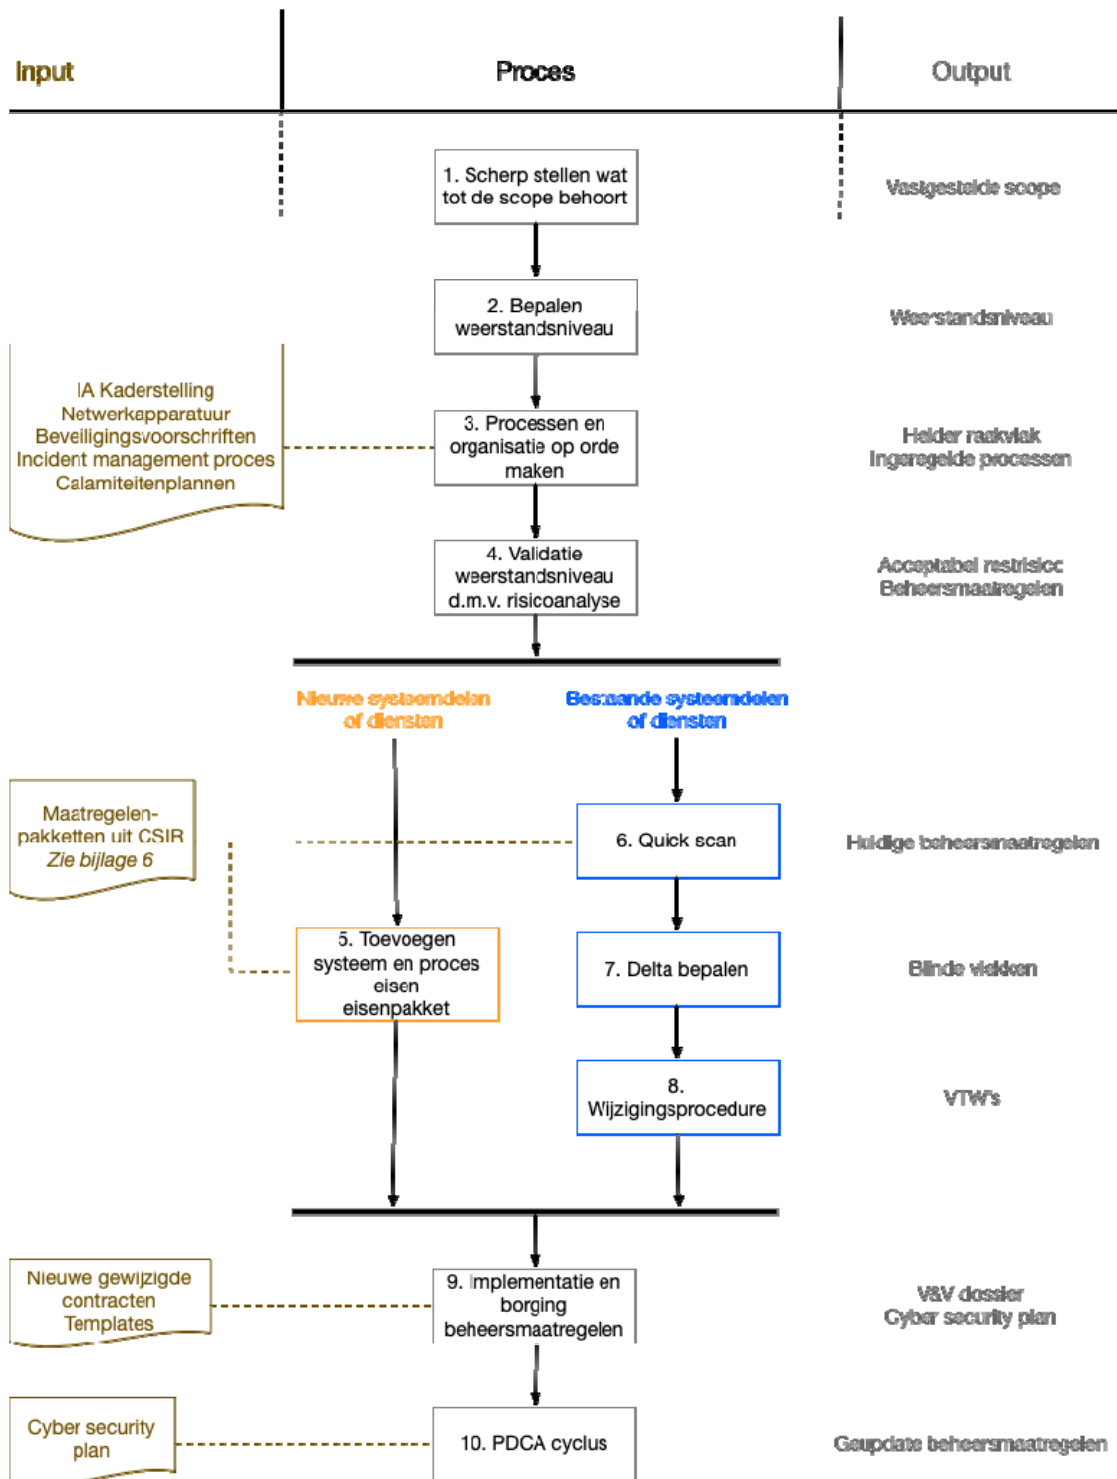 Input
Proces
Output
1. Scherp stellen wat
tot de scope behoort
Vastgestelde scope
2. Bepalen
weerstandsniveau
Weerstandsniveau
IA Kaderstelling
Netwerkapparatuur
Beveiligingsvoorschriften
Incident management proces
Calamiteitenplannen
3. Processen en
organisatie op orde
maken
Helder raakvlak
Ingeregelde processen
4. Validatie
weerstandsniveau
d.m.v. risicoanalyse
Acceptabel restrisico
Beheersmaatregelen
Nieuwe systeemdelen
of diensten
Bestaande systeemdelen
of diensten
Maatregelen-
pakketten uit CSIR
Zie bijlage 6
6. Quick scan
Huidige beheersmaatregelen
5. Toevoegen
systeem en proces
eisen
eisenpakket
7. Delta bepalen
Blinde vlekken
8.
Wijzigingsprocedure
VTW's
Nieuwe gewijzigde
contracten
Templates
9. Implementatie en
borging
beheersmaatregelen
V&V dossier
Cyber security plan
Cyber security
plan
10. PDCA cyclus
Geupdate beheersmaatregelen